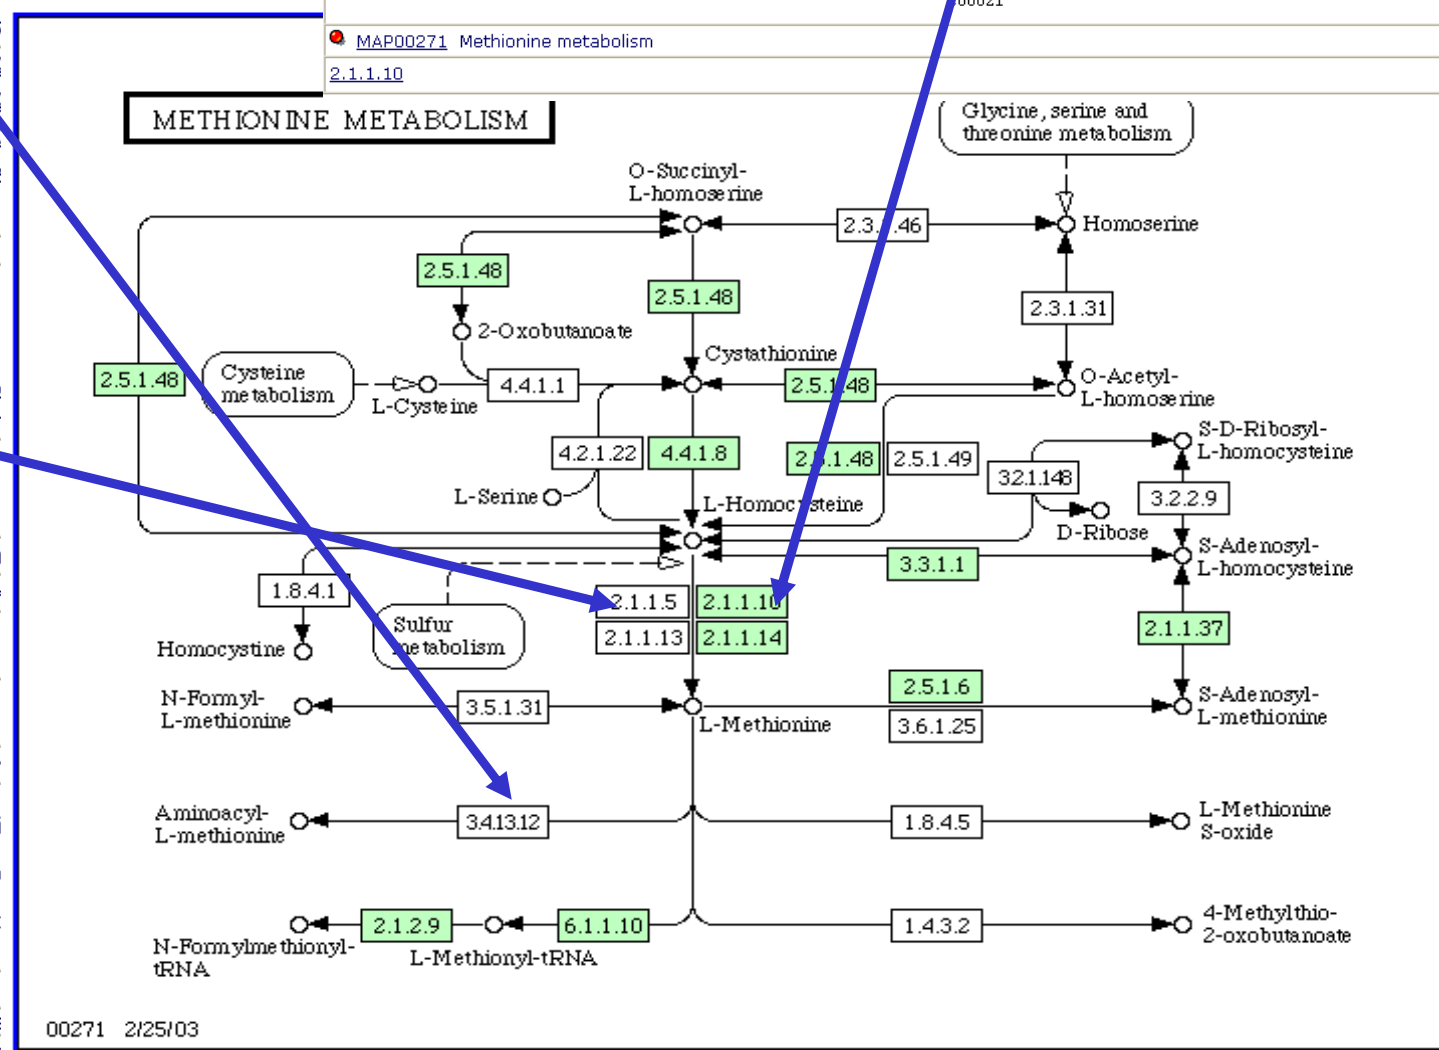 MAP00271 Methionine metabolism
2.1.1.10
METHIONINE METABOLISM
Glycine, serine and
threonine metabolism
O-Succinyl-
L-homoserine
2.3. .46
Homoserine
2.5.1.48
2.5.1.48
2.3.1.31
2-Oxobutanoate
Cystathionine
2.5.1.48
Cysteine
metabolism
L-Cysteine
4.4.1.1
2.5.1.48
O-Acetyl-
L-homoserine
4.2.1.22
4.4.1.8
2.5.1.48
2.5.1.49
3.2.1.148
S-D-Ribosyl-
L-homocysteine
3.2.2.9
L-Serine
L-Homocysteine
D-Ribose
S-Adenosyl-
L-homocysteine
3.3.1.1
1.8.4.1
2.1.1.5
2.1.1.10
2.1.1.13
2.1.1.14
2.1.1.37
Sulfur
metabolism
Homocystine
N-Formyl-
L-methionine
3.5.1.31
L-Methionine
2.5.1.6
3.6.1.25
S-Adenosyl-
L-methionine
Aminoacyl-
L-methionine
3.4.13.12
1.8.4.5
L-Methionine
S-oxide
N-Formylmethionyl-
tRNA
2.1.2.9
L-Methionyl-tRNA
6.1.1.10
1.4.3.2
4-Methylthio-
2-oxobutanoate
00271 2/25/03